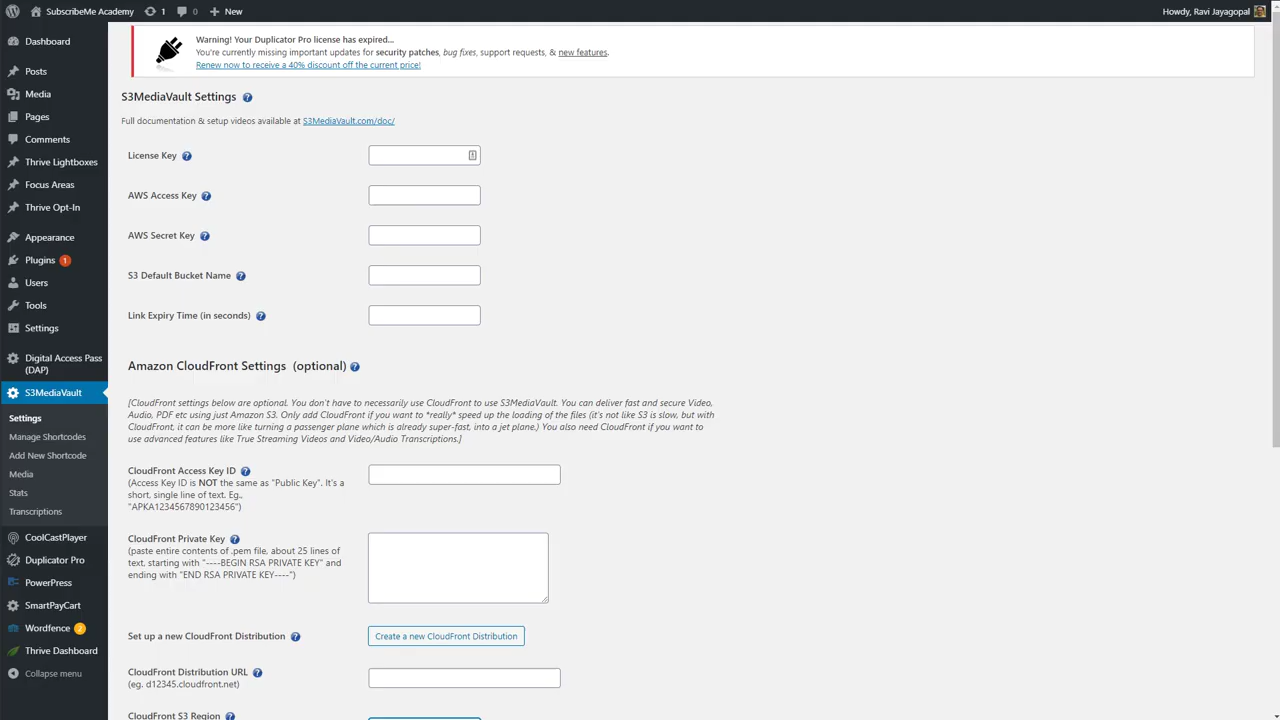 SubscribeMe Academy
1
0
New
Howdy, Ravi Jayagopal
Dashboard
Posts
Media
Pages
Comments
Thrive Lightboxes
Focus Areas
Thrive Opt-In
Appearance
Plugins 1
Users
Tools
Settings
Digital Access Pass
(DAP)
S3MediaVault
Settings
Manage Shortcodes
Add New Shortcode
Media
Stats
Transcriptions
CoolCastPlayer
Duplicator Pro
PowerPress
SmartPayCart
Wordfence 2
Thrive Dashboard
Collapse menu
Warning! Your Duplicator Pro license has expired...
You're currently missing important updates for security patches, bug fixes, support requests, & new features.
Renew now to receive a 40% discount off the current price!
S3MediaVault Settings
Full documentation & setup videos available at S3MediaVault.com/doc/
License Key
AWS Access Key
AWS Secret Key
S3 Default Bucket Name
Link Expiry Time (in seconds)
Amazon CloudFront Settings (optional)
[CloudFront settings below are optional. You don't have to necessarily use CloudFront to use S3MediaVault. You can deliver fast and secure Video,
Audio, PDF etc using just Amazon S3. Only add CloudFront if you want to *really* speed up the loading of the files (it's not like S3 is slow, but with
CloudFront, it can be more like turning a passenger plane which is already super-fast, into a jet plane.) You also need CloudFront if you want to
use advanced features like True Streaming Videos and Video/Audio Transcriptions.]
CloudFront Access Key ID
(Access Key ID is NOT the same as "Public Key". It's a
short, single line of text. Eg.,
"APKA1234567890123456")
CloudFront Private Key
(paste entire contents of .pem file, about 25 lines of
text, starting with "----BEGIN RSA PRIVATE KEY" and
ending with "END RSA PRIVATE KEY----")
Set up a new CloudFront Distribution
Create a new CloudFront Distribution
CloudFront Distribution URL
(eg. d12345.cloudfront.net)
CloudFront S3 Region